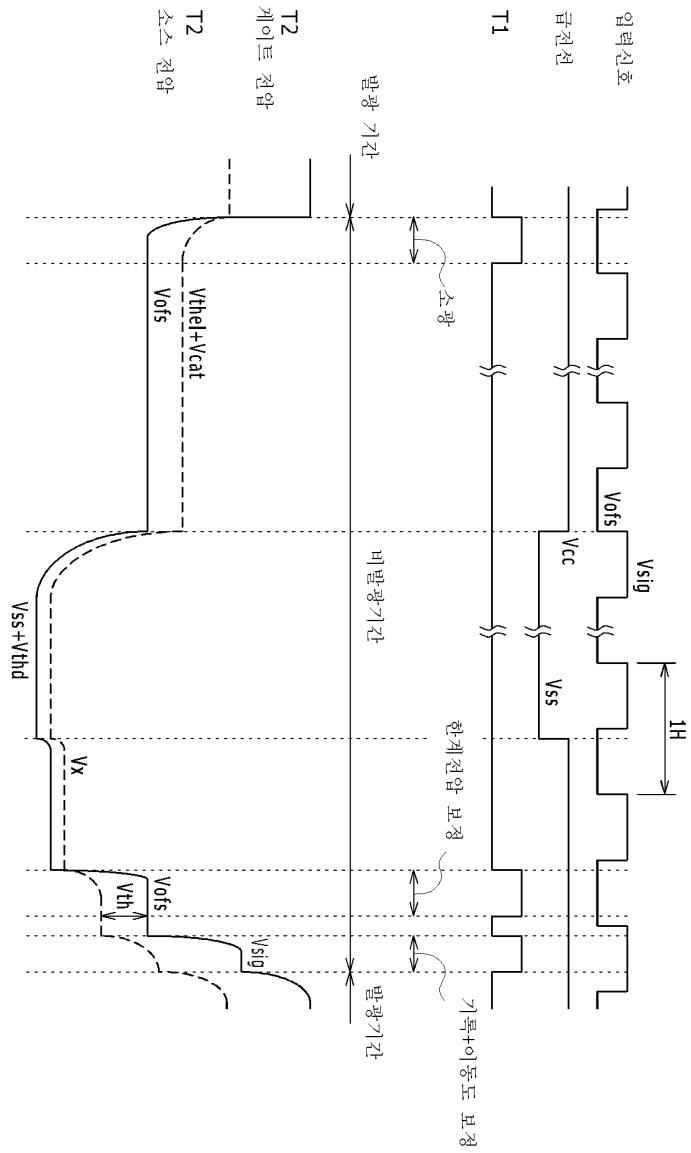 입력신호
Vofs
Vsig
1H
급전선
Vcc
Vss
T1
소광
한계전압 보정
기록+이동도 보정
발광 기간
비발광기간
발광기간
T2
게이트 전압
T2
소스 전압
Vthel+Vcat
Vofs
Vss+Vthd
Vx
Vofs
Vth
Vsig